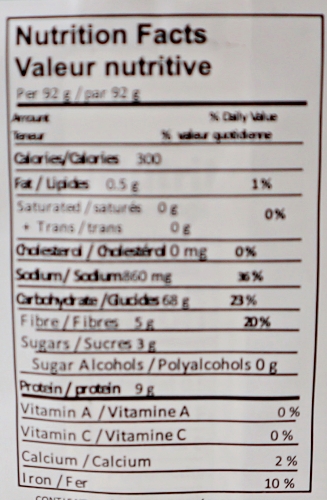 Nutrition Facts
Valeur nutritive
Per 92 g / par 92 g
Amount % Daily Value
Teneur % valeur quotidienne
Calories/Calories 300
Fat / Lipides 0.5 g 1 %
Saturated / saturés 0 g 0%
+ Trans / trans 0 g
Cholesterol / Cholestérol 0 mg 0%
Sodium/ Sodium 860 mg 36 %
Carbohydrate /Glucides 68 g 23 %
Fibre / Fibres 5 g 20%
Sugars / Sucres 3 g
Sugar Alcohols / Polyalcohols 0 g
Protein / protein 9 g
Vitamin A / Vitamine A 0 %
Vitamin C / Vitamine C 0 %
Calcium / Calcium 2 %
Iron / Fer 10 %